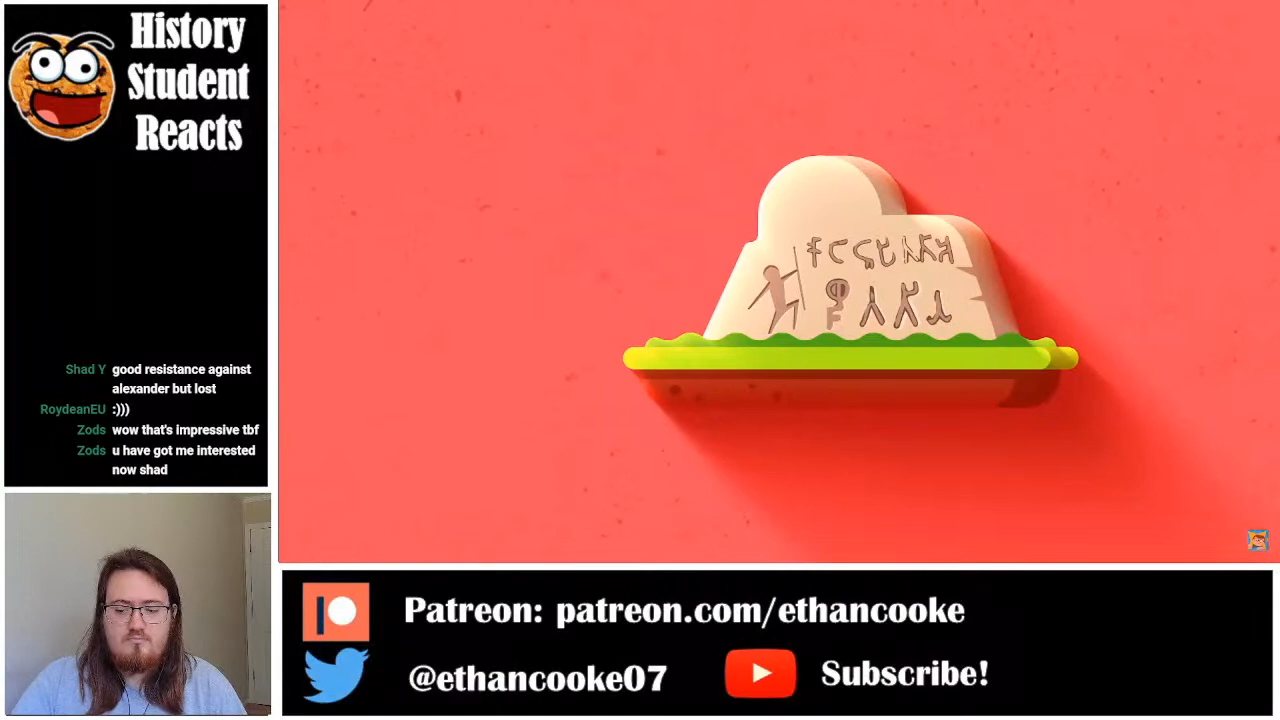 History
Student
Reacts
Shad Y good resistance against
alexander but lost
RoydeanEU :)))
Zods wow that's impressive tbf
Zods u have got me interested
now shad
Patreon: patreon.com/ethancooke
@ethancooke07
Subscribe!